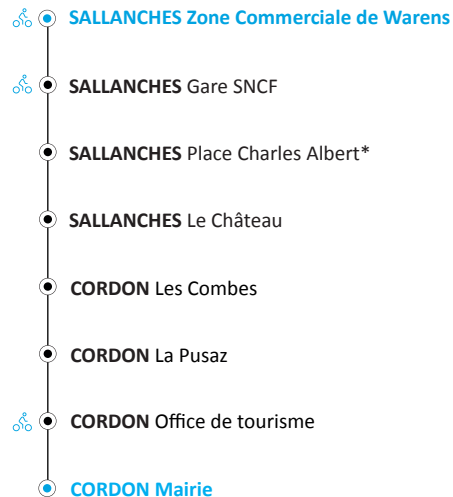 SALLANCHES Zone Commerciale de Warens
SALLANCHES Gare SNCF
SALLANCHES Place Charles Albert*
SALLANCHES Le Château
CORDON Les Combes
CORDON La Pusaz
CORDON Office de tourisme
CORDON Mairie